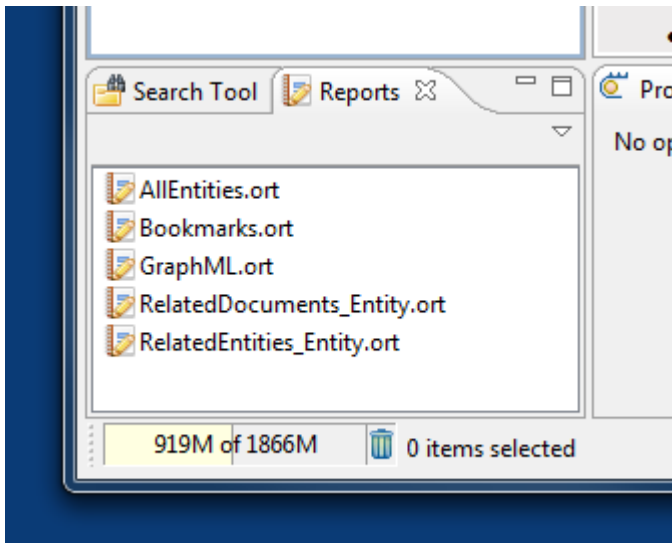 Search Tool Reports
AllEntities.ort
Bookmarks.ort
GraphML.ort
RelatedDocuments_Entity.ort
RelatedEntities_Entity.ort
919M of 1866M 0 items selected